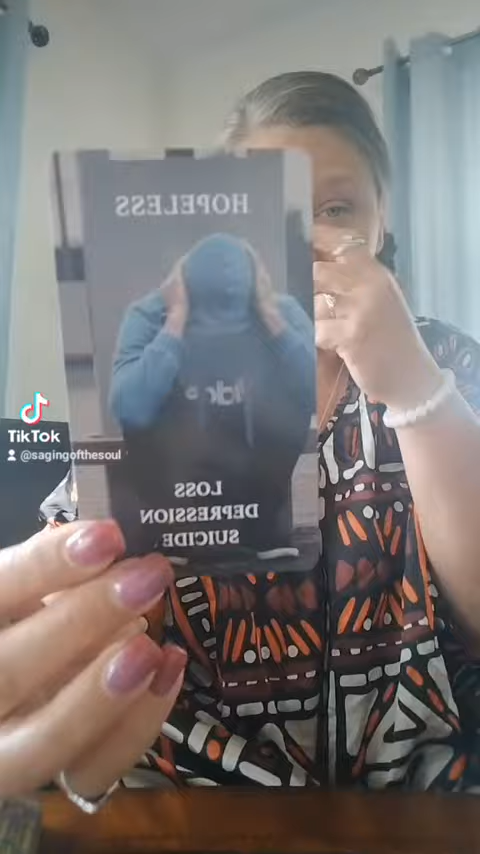 HOPELESS
LOSS
DEPRESSION
SUICIDE
TikTok
@sagingofthesoul